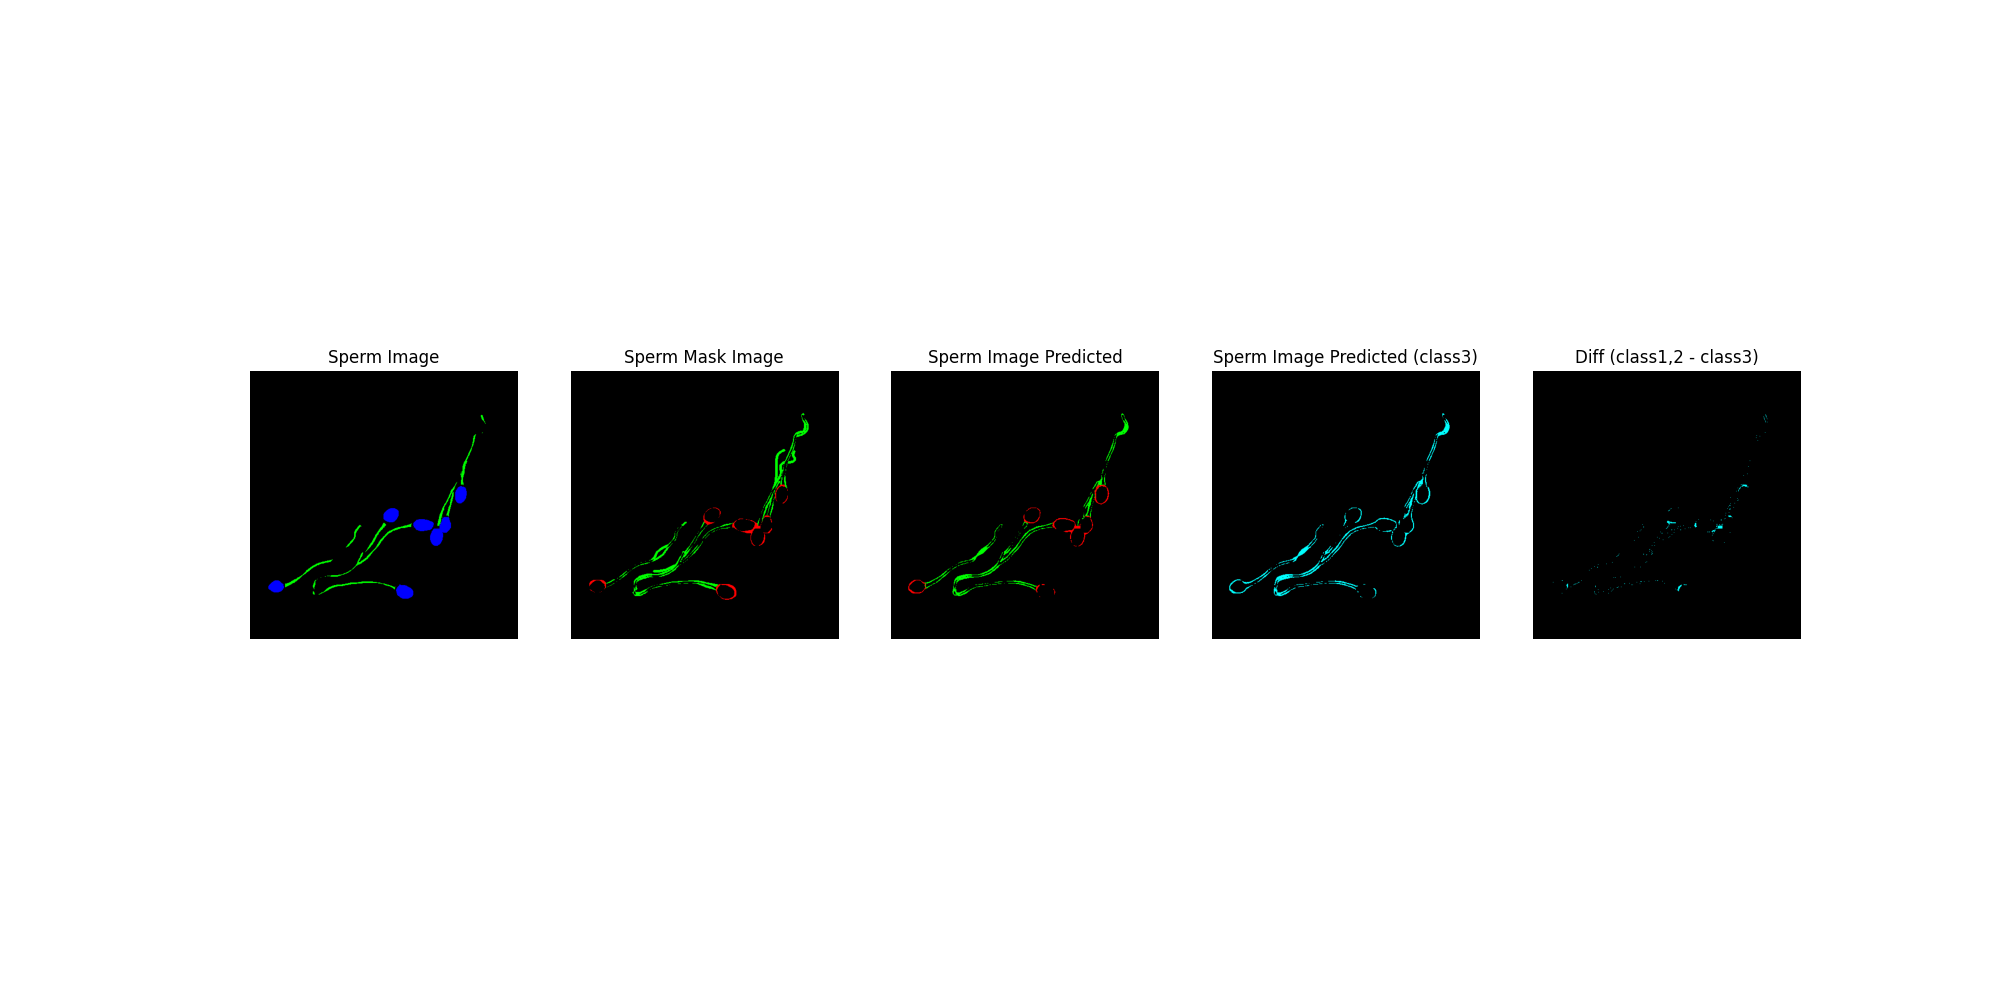 Sperm Image
Sperm Mask Image
Sperm Image Predicted
Sperm Image Predicted (class3)
Diff (class1,2 - class3)